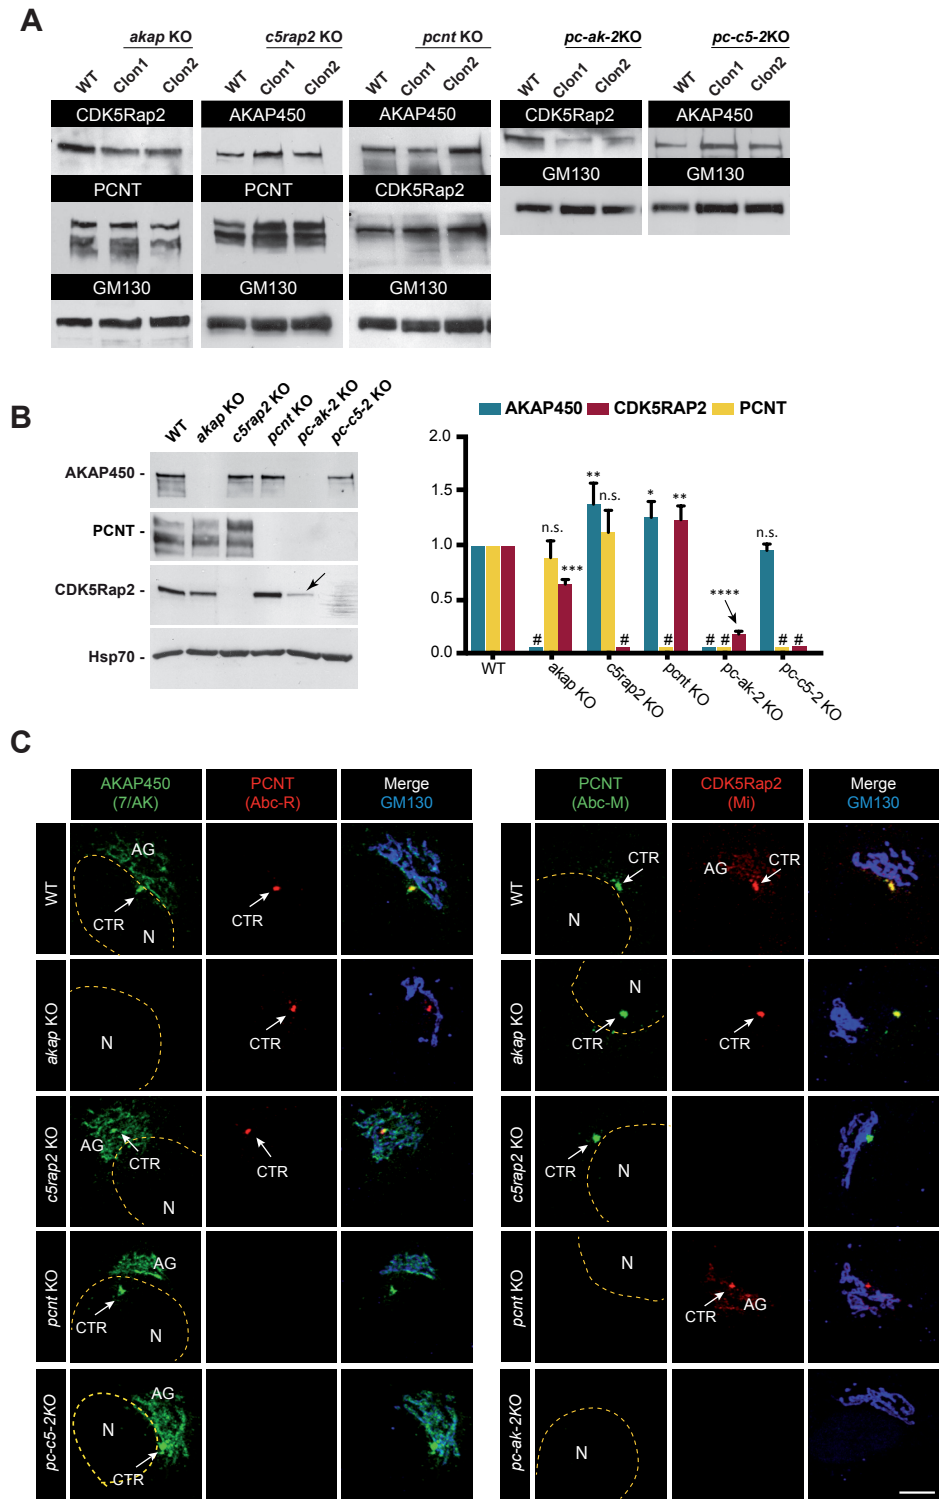 A
akap KO
c5rap2 KO
pcnt KO
pc-ak-2KO
pc-c5-2KO
WT Clon1 Clon2
WT Clon1 Clon2
WT Clon1 Clon2
WT Clon1 Clon2
WT Clon1 Clon2
CDK5Rap2
AKAP450
AKAP450
CDK5Rap2
AKAP450
GM130
GM130
PCNT
PCNT
CDK5Rap2
GM130
GM130
GM130
B
WT
akap KO
c5rap2 KO
pcnt KO
pc-ak-2 KO
pc-c5-2 KO
AKAP450 -
PCNT -
CDK5Rap2 -
Hsp70 -
AKAP450 CDK5RAP2 PCNT
2.0
1.5
1.0
0.5
0.0
# n.s. ***
** n.s. #
* # **
# # ****
n.s. # #
WT
akap KO
c5rap2 KO
pcnt KO
pc-ak-2 KO
pc-c5-2 KO
C
AKAP450
(7/AK)
PCNT
(Abc-R)
Merge
GM130
PCNT
(Abc-M)
CDK5Rap2
(Mi)
Merge
GM130
WT
AG
CTR
N
CTR
WT
CTR
N
AG
CTR
akap KO
N
CTR
akap KO
N
CTR
CTR
c5rap2 KO
AG
CTR
N
CTR
c5rap2 KO
CTR
N
pcnt KO
AG
CTR
N
pcnt KO
N
CTR
AG
pc-c5-2KO
AG
N
CTR
pc-ak-2KO
N